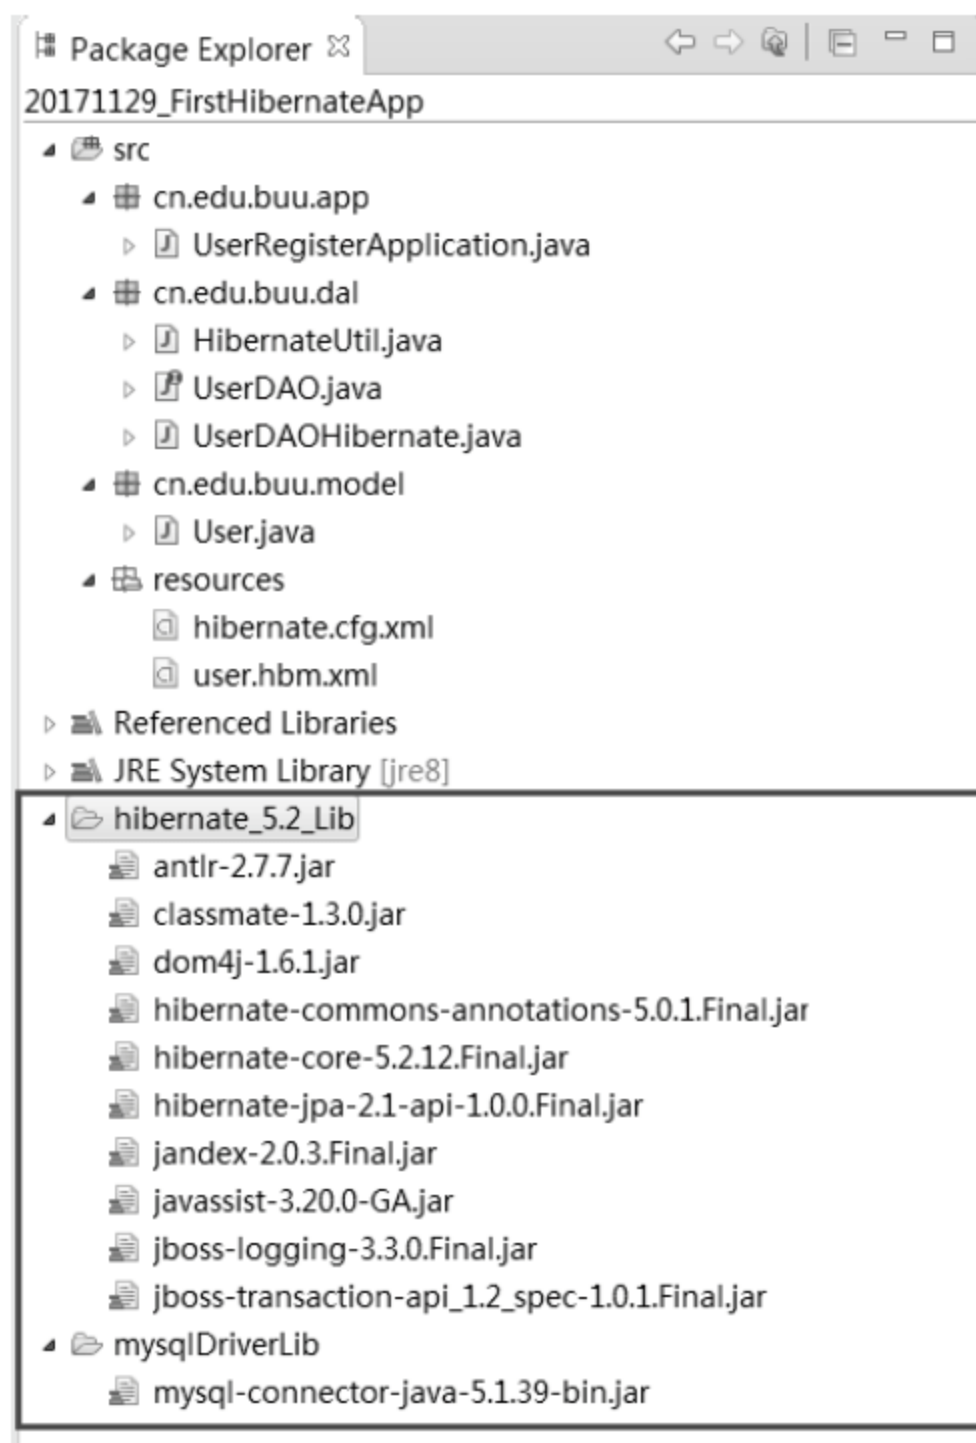 Package Explorer
20171129_FirstHibernateApp
src
cn.edu.buu.app
UserRegisterApplication.java
cn.edu.buu.dal
HibernateUtil.java
UserDAO.java
UserDAOHibernate.java
cn.edu.buu.model
User.java
resources
hibernate.cfg.xml
user.hbm.xml
Referenced Libraries
JRE System Library [jre8]
hibernate_5.2_Lib
antlr-2.7.7.jar
classmate-1.3.0.jar
dom4j-1.6.1.jar
hibernate-commons-annotations-5.0.1.Final.jar
hibernate-core-5.2.12.Final.jar
hibernate-jpa-2.1-api-1.0.0.Final.jar
jandex-2.0.3.Final.jar
javassist-3.20.0-GA.jar
jboss-logging-3.3.0.Final.jar
jboss-transaction-api_1.2_spec-1.0.1.Final.jar
mysqlDriverLib
mysql-connector-java-5.1.39-bin.jar